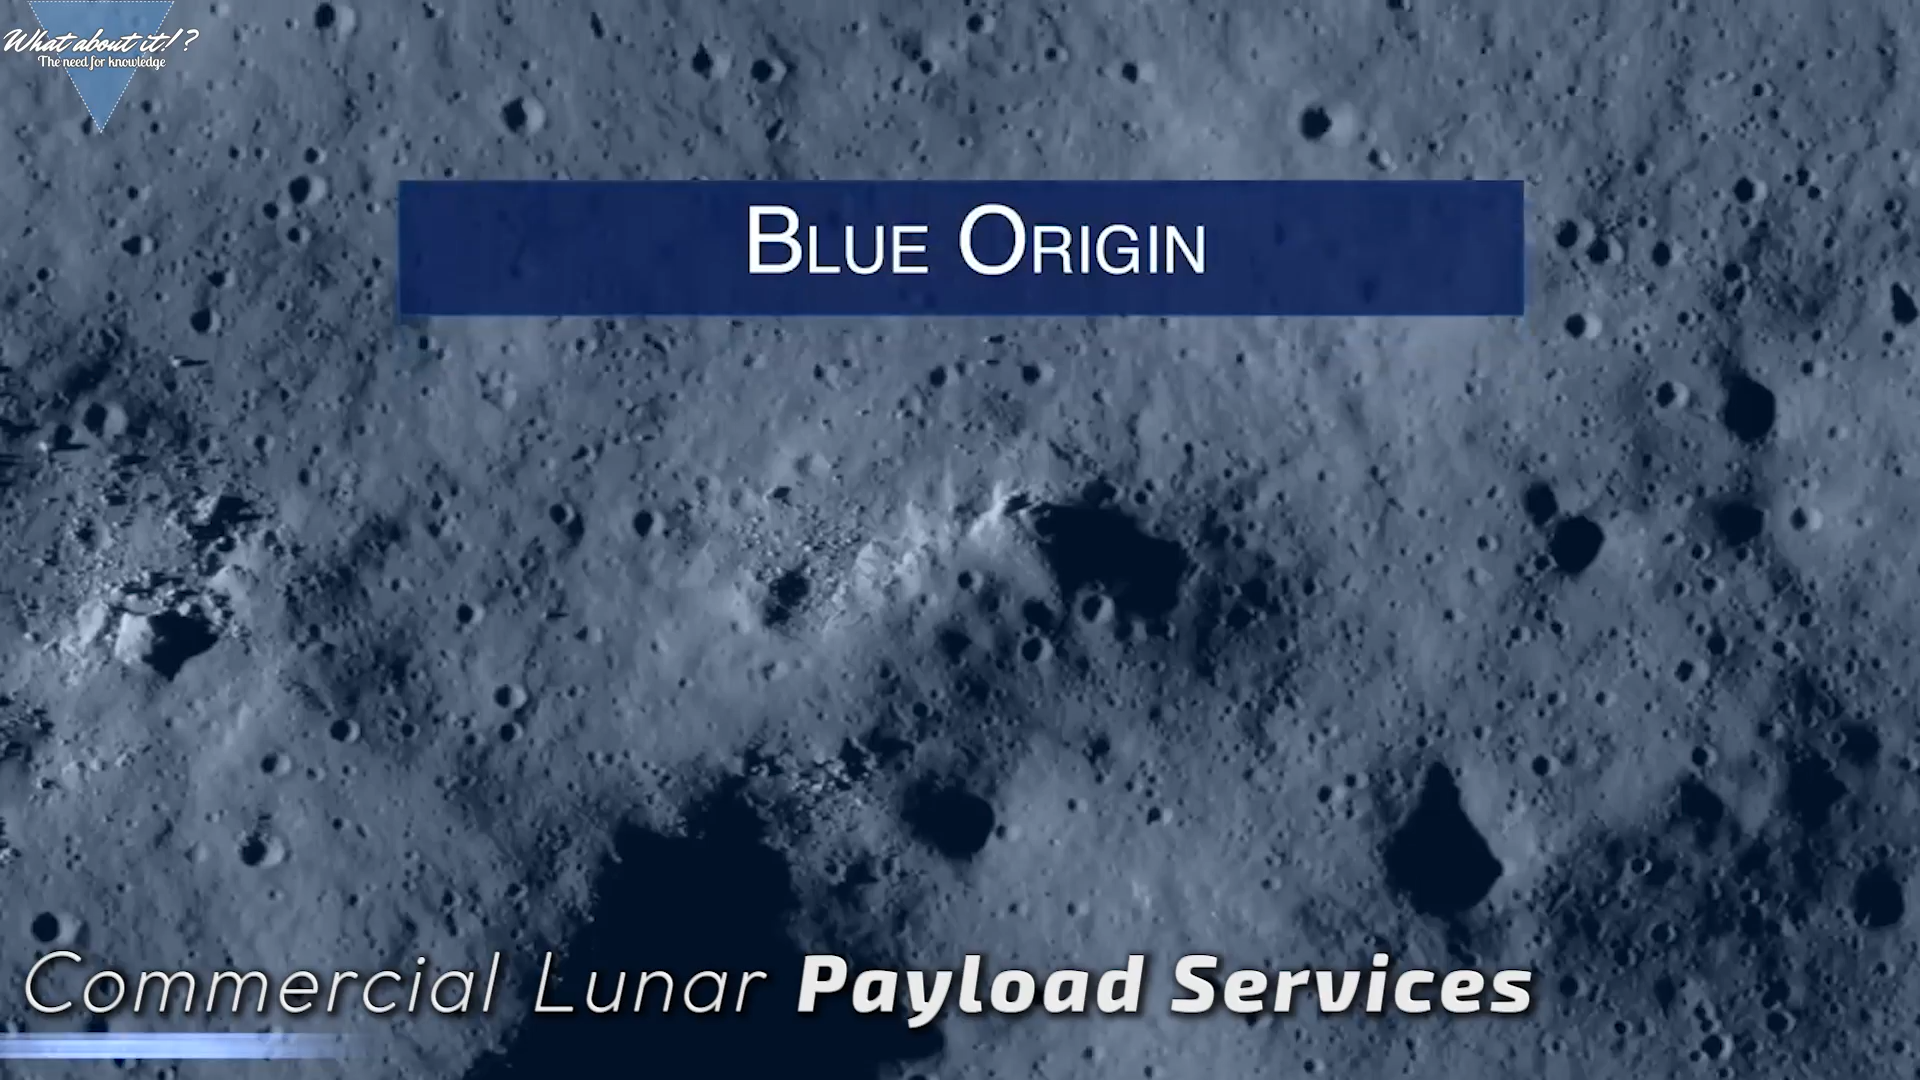 What about it!?
The need for knowledge
Blue Origin
Commercial Lunar Payload Services